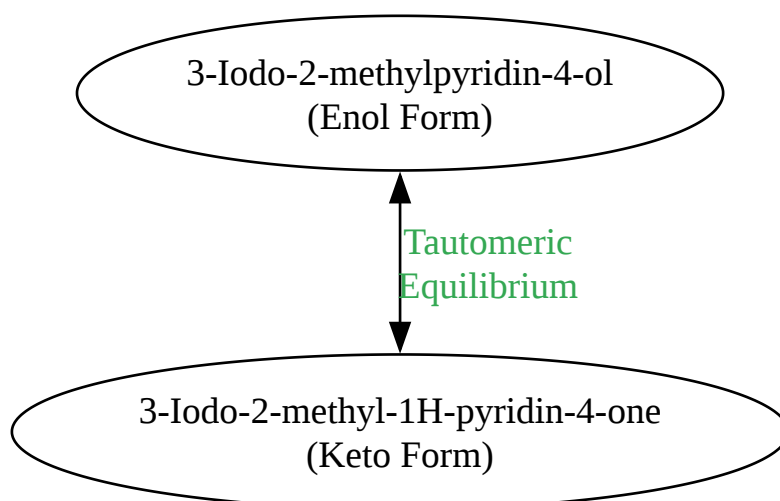 3-Iodo-2-methylpyridin-4-ol
(Enol Form)
Tautomeric
Equilibrium
3-Iodo-2-methyl-1H-pyridin-4-one
(Keto Form)